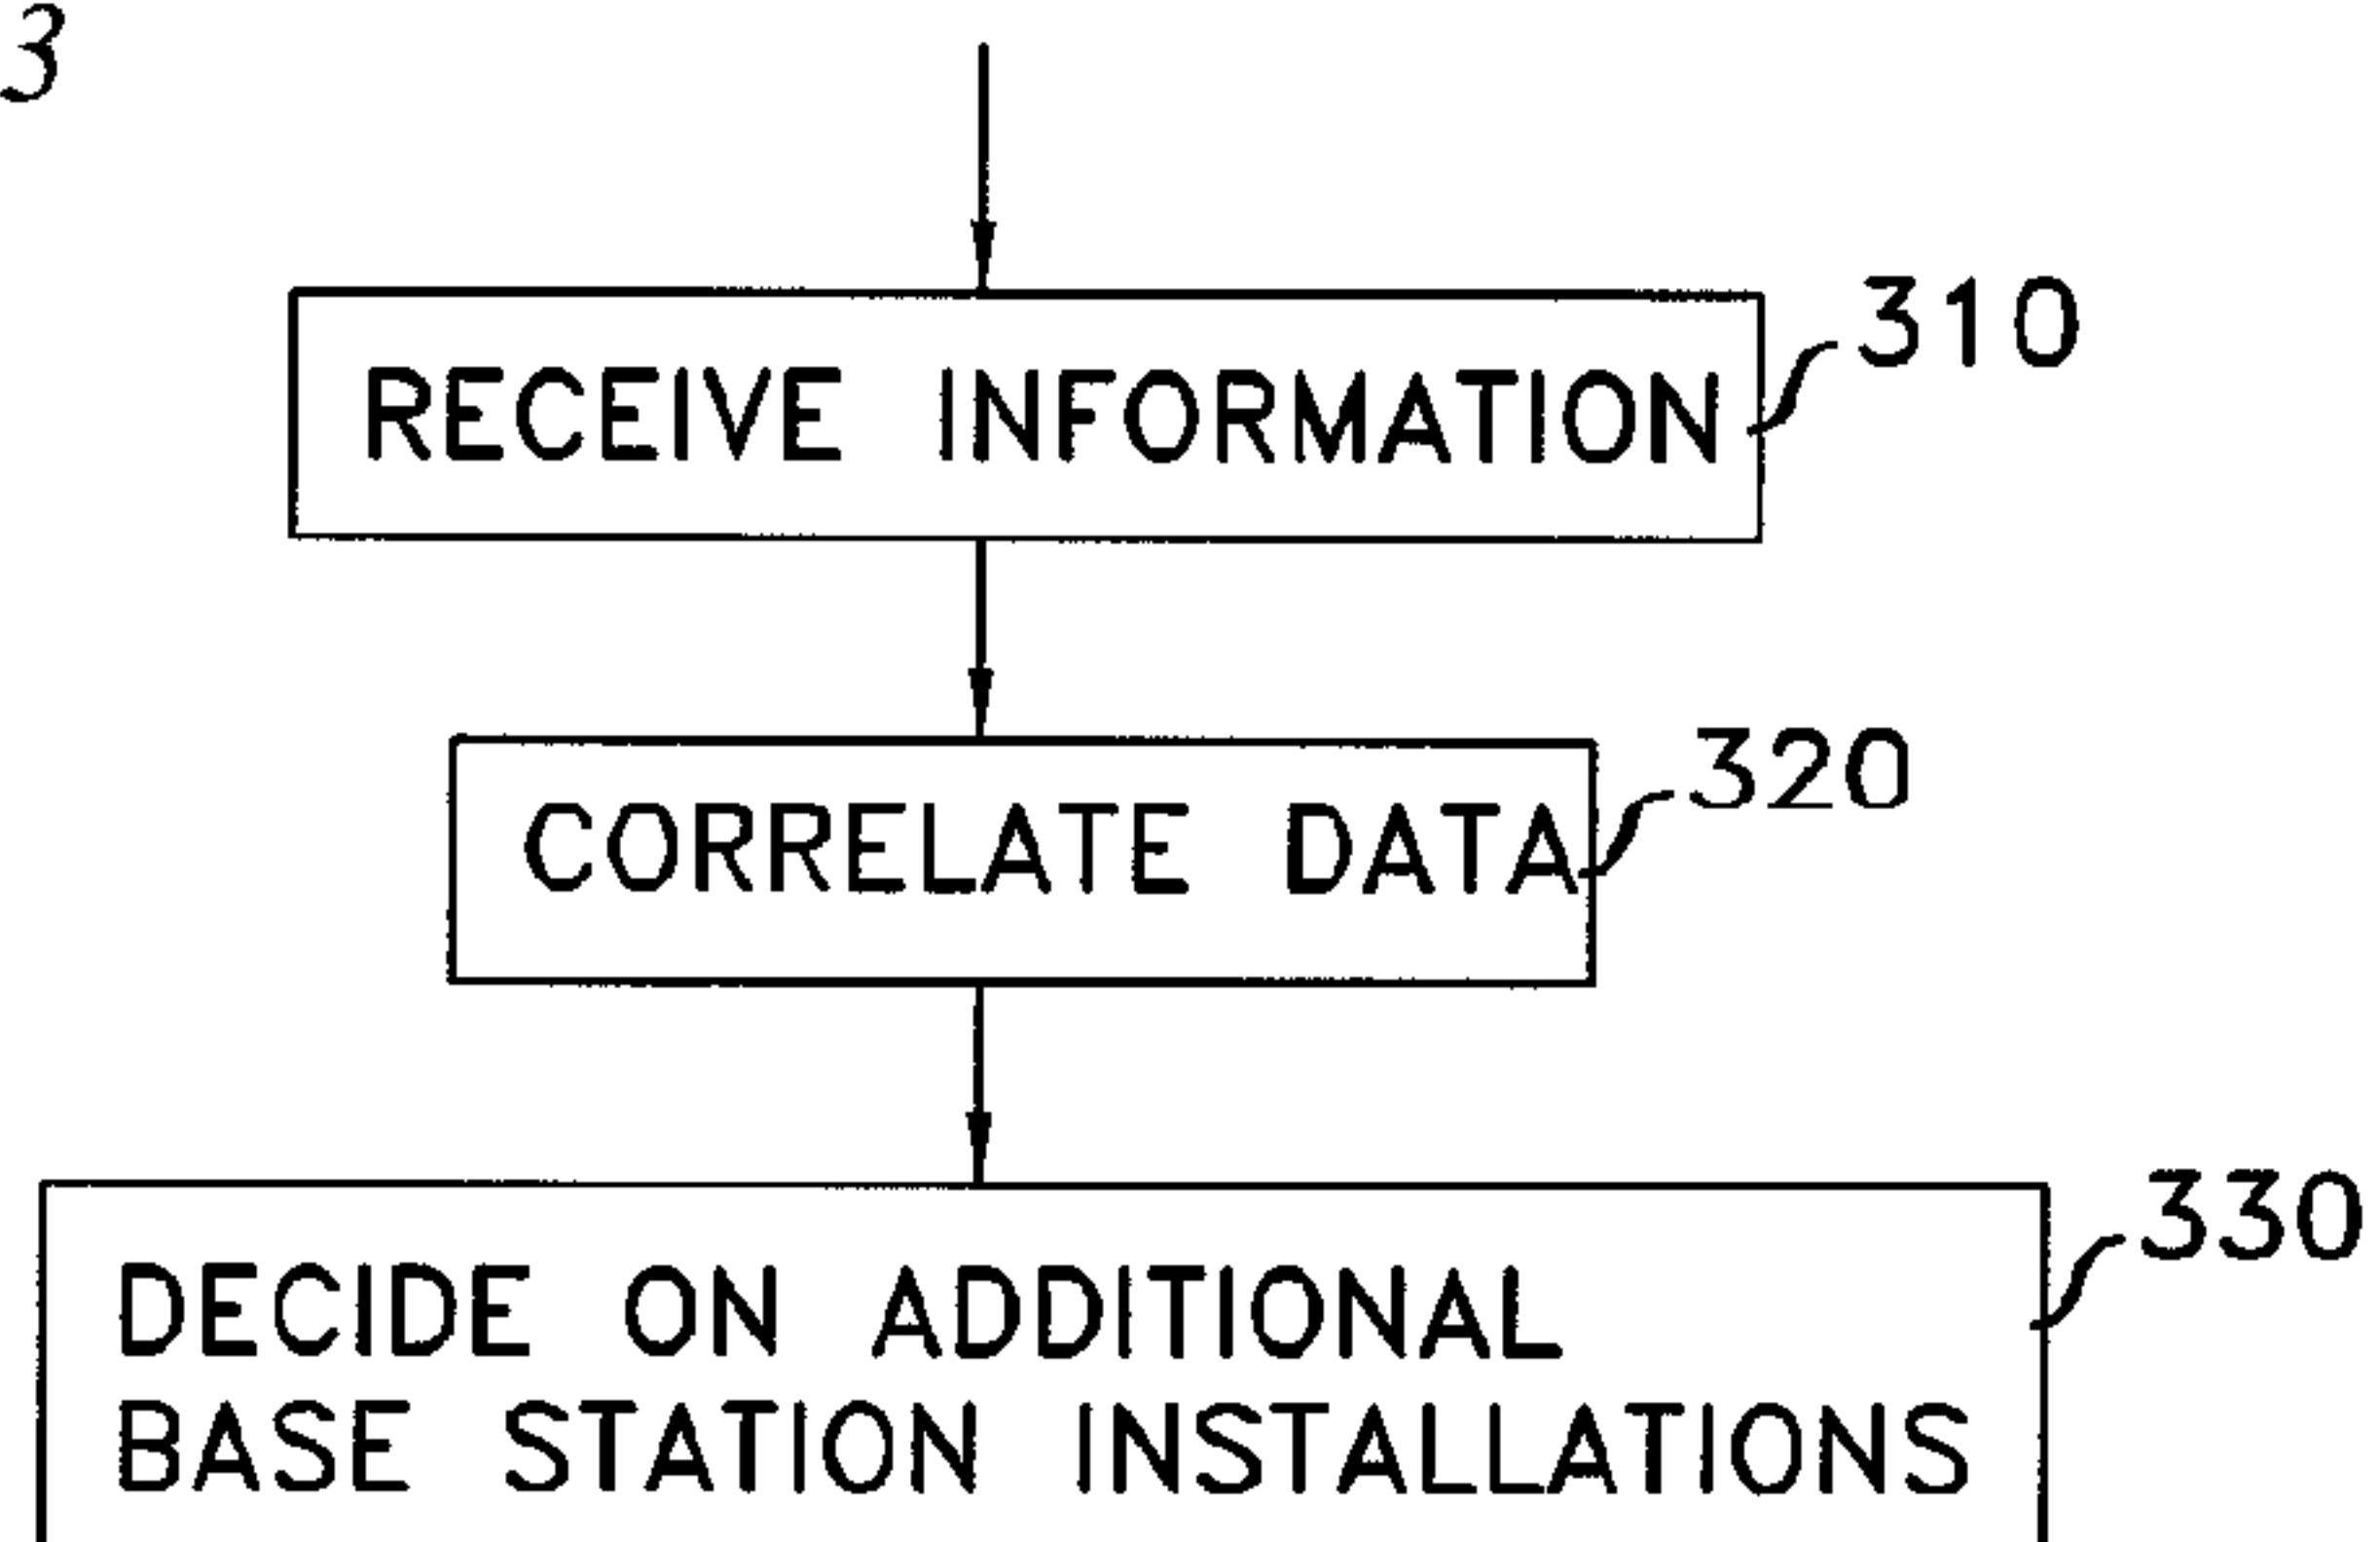 3
310
RECEIVE INFORMATION
320
CORRELATE DATA
330
DECIDE ON ADDITIONAL
BASE STATION INSTALLATIONS